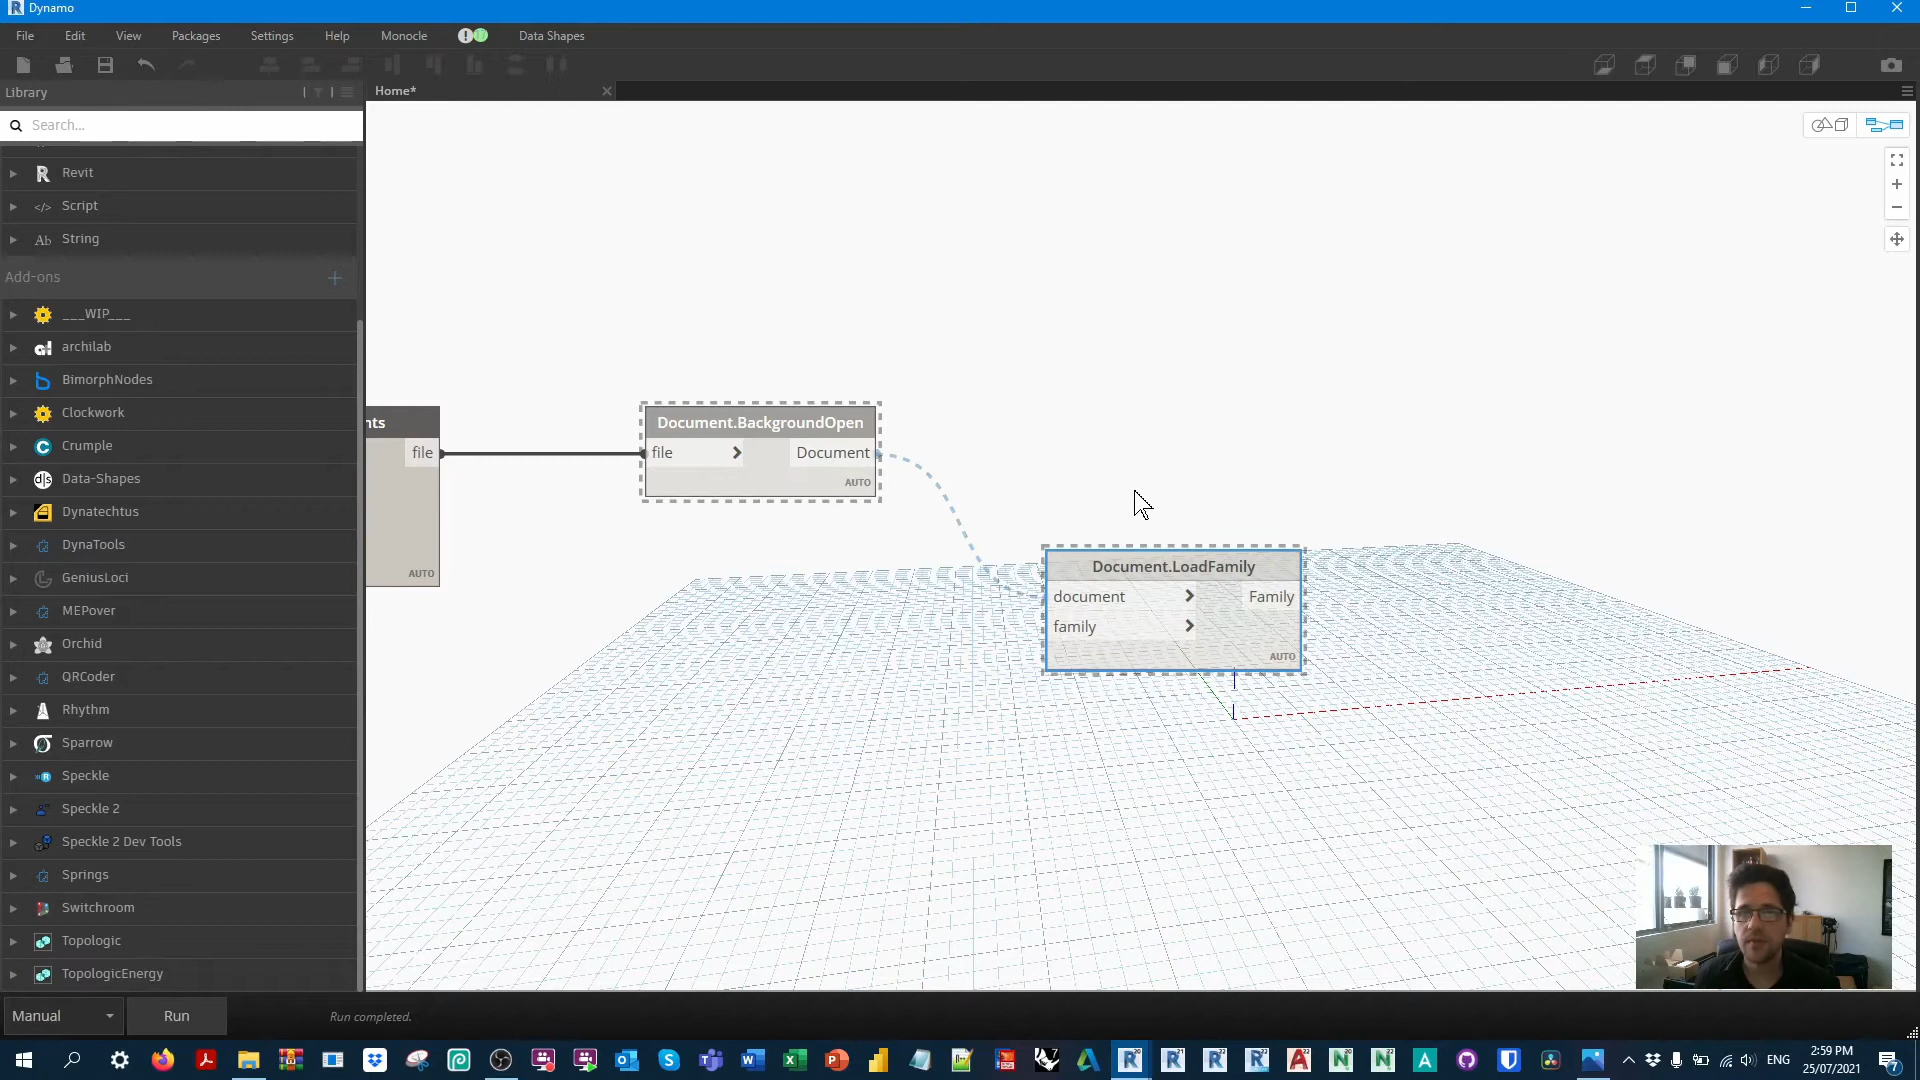 Dynamo
File Edit View Packages Settings Help Monocle Data Shapes
Library
Home*
Search...
Revit
Script
String
Add-ons
___WIP___
archilab
BimorphNodes
Clockwork
Crumple
Data-Shapes
Dynatechtus
DynaTools
GeniusLoci
MEPover
Orchid
QRCoder
Rhythm
Sparrow
Speckle
Speckle 2
Speckle 2 Dev Tools
Springs
Switchroom
Topologic
TopologicEnergy
nts
file
AUTO
Document.BackgroundOpen
file > Document
AUTO
Document.LoadFamily
document > Family
family >
AUTO
Manual Run Run completed.
ENG
2:59 PM
25/07/2021